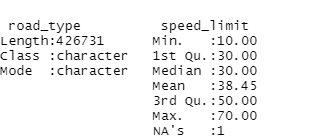 road_type speed_limit
Length:426731 Min. :10.00
Class :character 1st Qu.:30.00
Mode :character Median :30.00
Mean :38.45
3rd Qu.:50.00
Max. :70.00
NA's :1